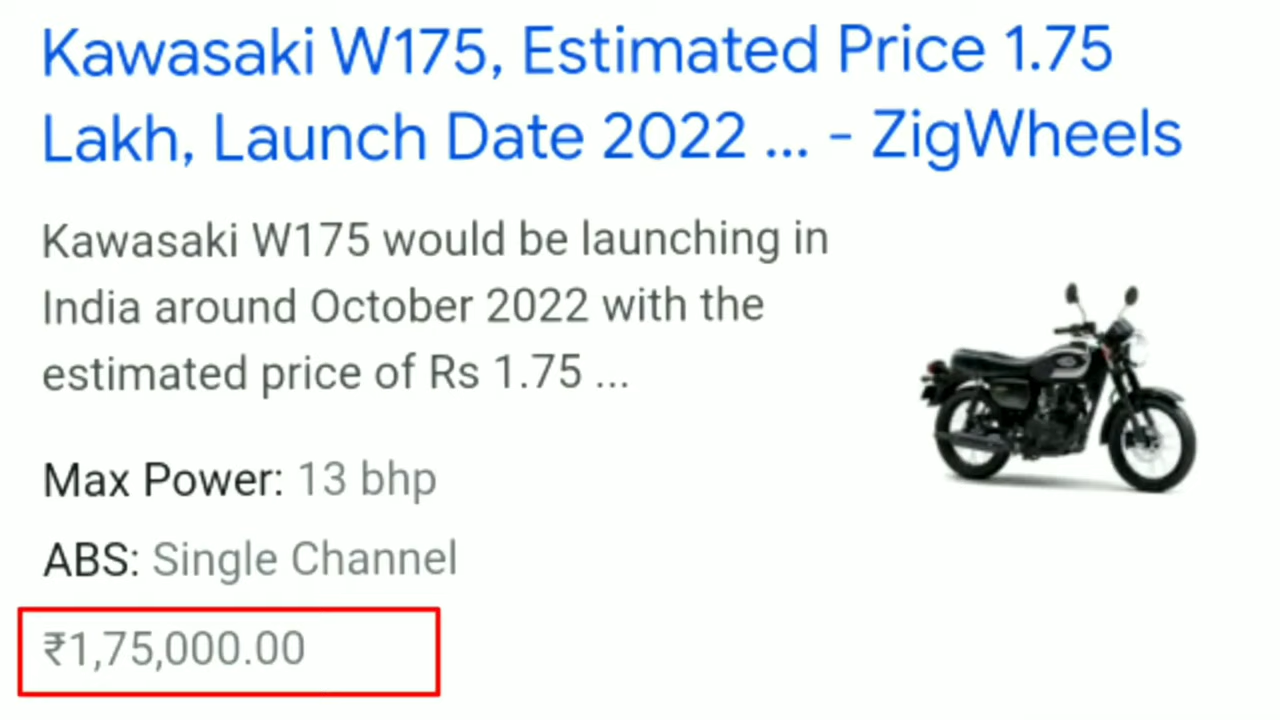 Kawasaki W175, Estimated Price 1.75
Lakh, Launch Date 2022 ... - ZigWheels
Kawasaki W175 would be launching in
India around October 2022 with the
estimated price of Rs 1.75 ...
Max Power: 13 bhp
ABS: Single Channel
₹1,75,000.00